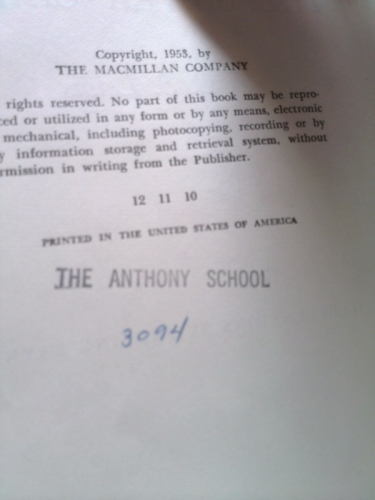 Copyright, 1953, by
THE MACMILLAN COMPANY
rights reserved. No part of this book may be repro-
ced or utilized in any form or by any means, electronic
mechanical, including photocopying, recording or by
y information storage and retrieval system, without
rmission in writing from the Publisher.
12 11 10
PRINTED IN THE UNITED STATES OF AMERICA
THE ANTHONY SCHOOL
3094